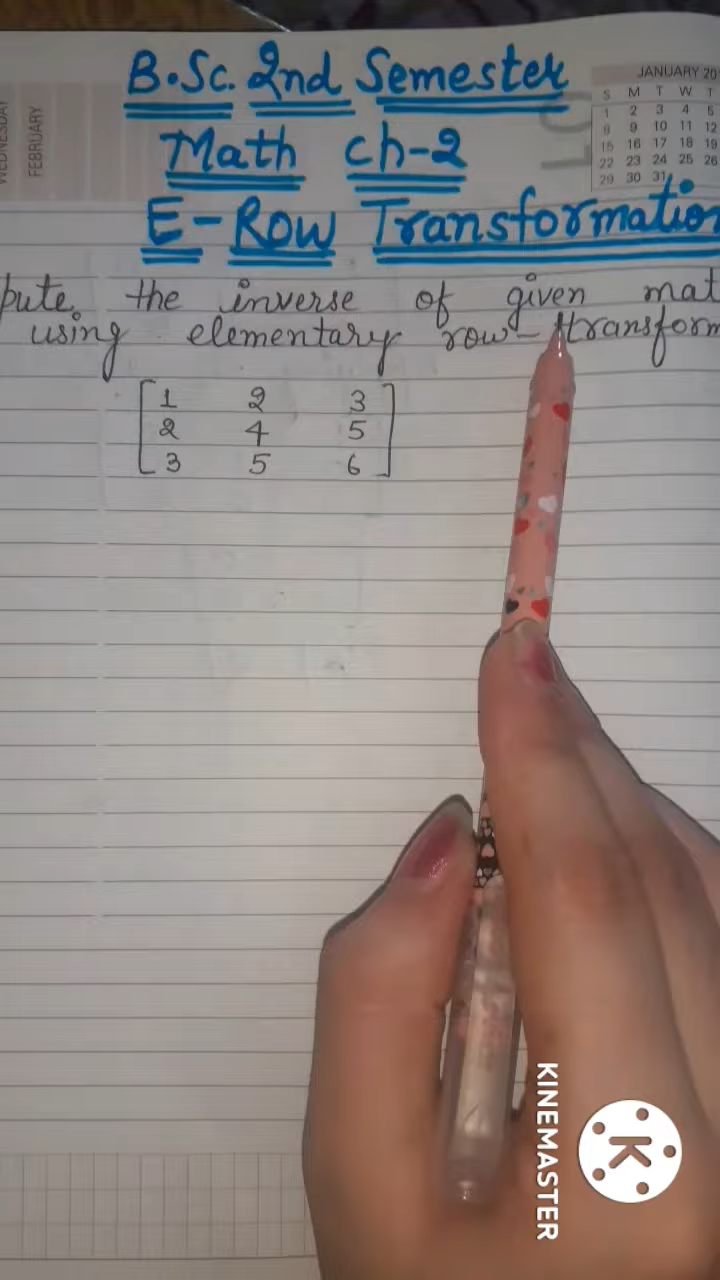 B.Sc. 2nd Semester
Math ch-2
E-Row Transformation
pute the inverse of given mat
using elementary row-transform
1 2 3
2 4 5
3 5 6
FEBRUARY
JANUARY 20
S M T W T
1 2 3 4 5
8 9 10 11 12
15 16 17 18 19
22 23 24 25 26
29 30 31
KINEMASTER